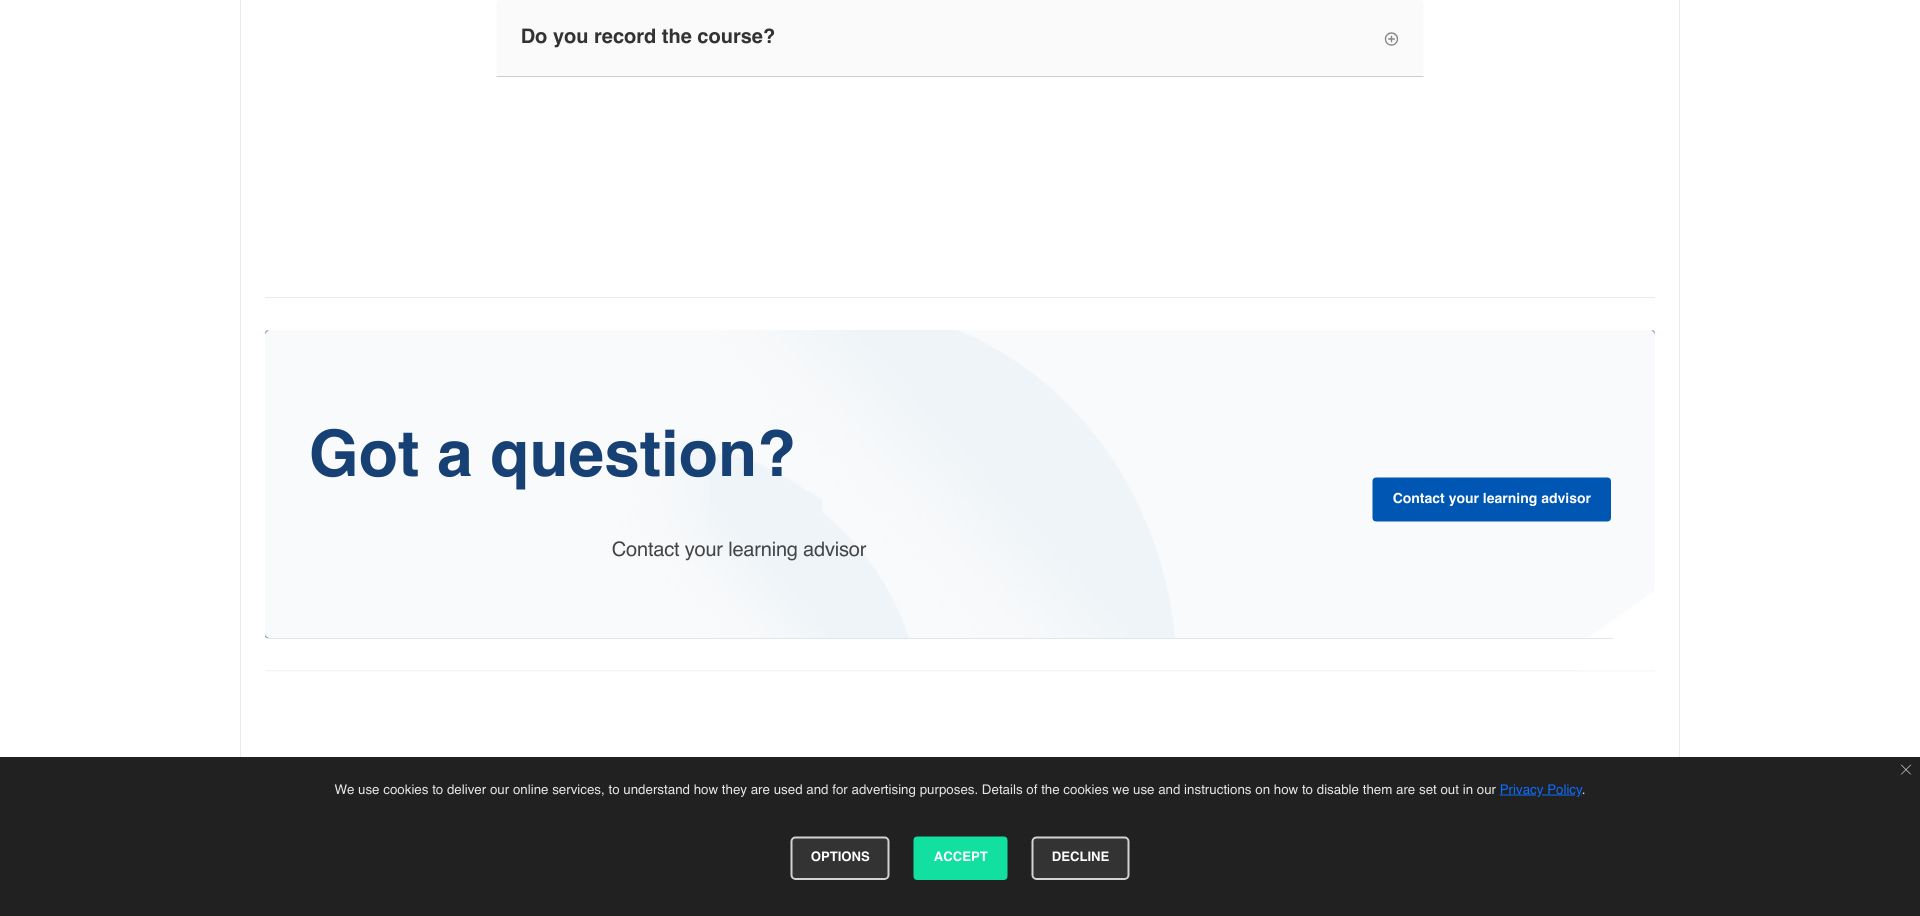 Do you record the course?
Got a question?
Contact your learning advisor
Contact your learning advisor
We use cookies to deliver our online services, to understand how they are used and for advertising purposes. Details of the cookies we use and instructions on how to disable them are set out in our Privacy Policy.
OPTIONS
ACCEPT
DECLINE